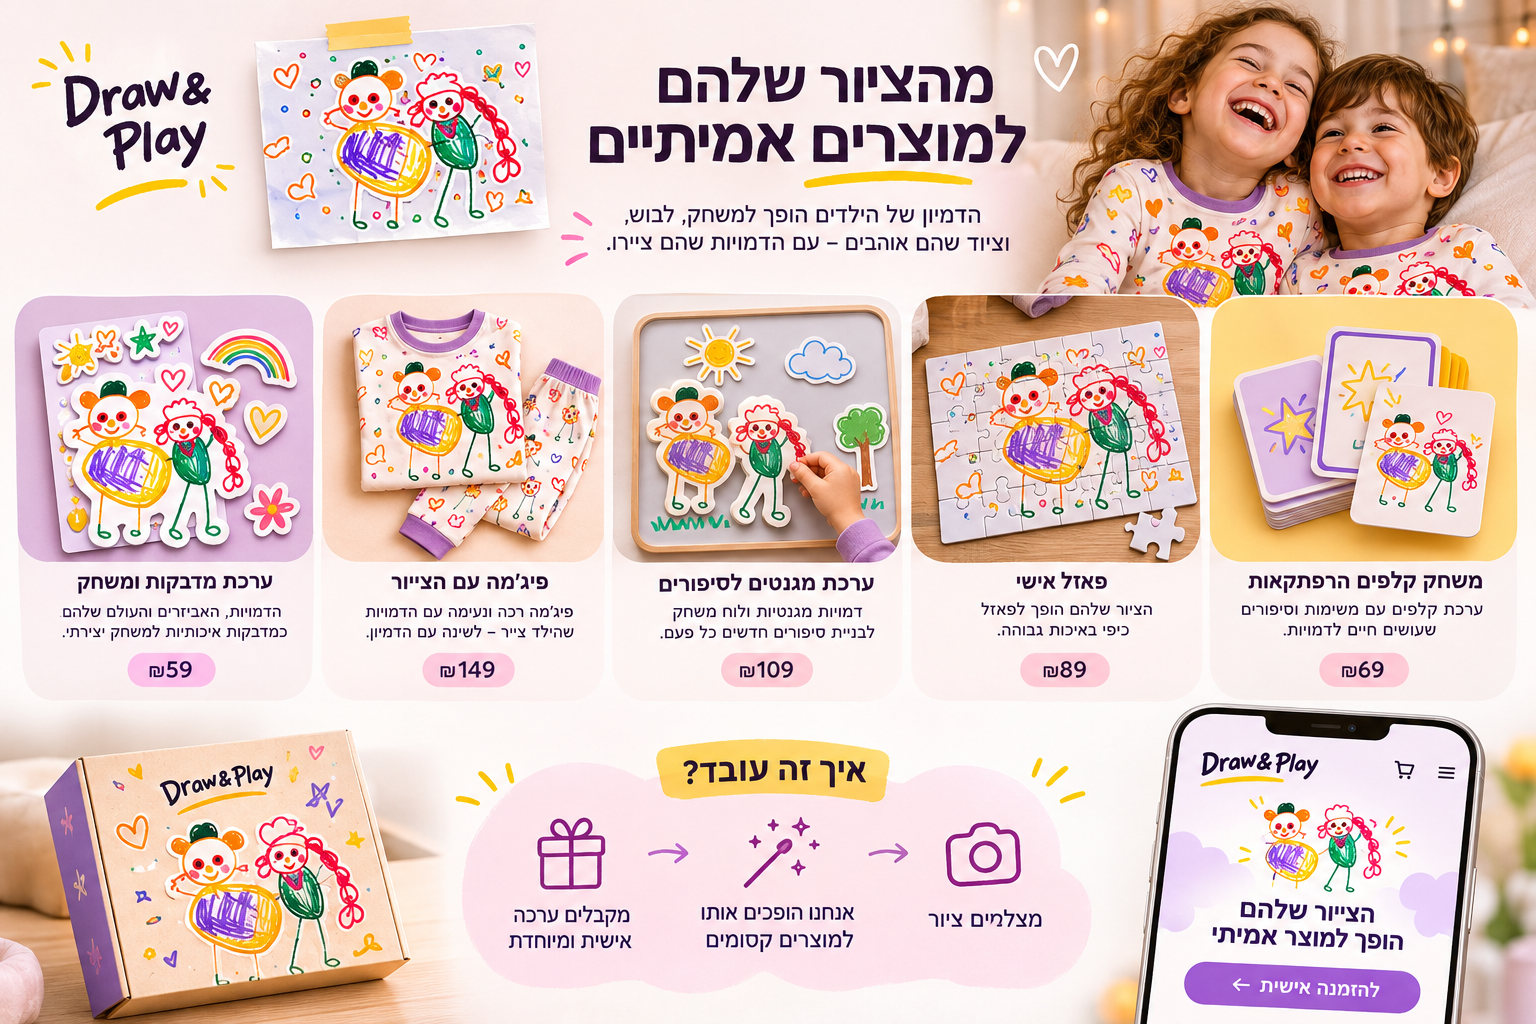 Draw&
Play
מהציור שלהם
למוצרים אמיתיים
הדמיון של הילדים הופך למשחק, לבוש,
וציוד שהם אוהבים – עם הדמויות שהם ציירו.
ערכת מדבקות ומשחק
הדמויות, האביזרים והעולם שלהם
כמדבקות איכותיות למשחק יצירתי.
₪59
פיג'מה עם הצייור
פיג'מה רכה ונעימה עם הדמויות
שהילד צייר – לשינה עם הדמיון.
₪149
ערכת מגנטים לסיפורים
דמויות מגנטיות ולוח משחק
לבניית סיפורים חדשים כל פעם.
₪109
פאזל אישי
הציור שלהם הופך לפאזל
כיפי באיכות גבוהה.
₪89
משחק קלפים הרפתקאות
ערכת קלפים עם משימות וסיפורים
שעושים חיים לדמויות.
₪69
Draw&Play
איך זה עובד?
מצלמים ציור
אנחנו הופכים אותו
למוצרים קסומים
מקבלים ערכה
אישית ומיוחדת
Draw&Play
הצייור שלהם
הופך למוצר אמיתי
להזמנה אישית ←